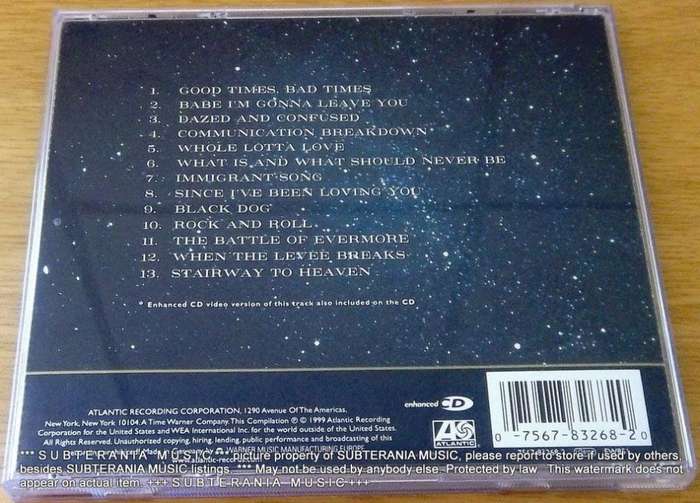 1. GOOD TIMES, BAD TIMES
2. BABE I'M GONNA LEAVE YOU
3. DAZED AND CONFUSED
4. COMMUNICATION BREAKDOWN*
5. WHOLE LOTTA LOVE
6. WHAT IS AND WHAT SHOULD NEVER BE
7. IMMIGRANT SONG
8. SINCE I'VE BEEN LOVING YOU
9. BLACK DOG
10. ROCK AND ROLL
11. THE BATTLE OF EVERMORE
12. WHEN THE LEVEE BREAKS
13. STAIRWAY TO HEAVEN
* Enhanced CD video version of this track also included on the CD
enhanced CD
ATLANTIC RECORDING CORPORATION, 1290 Avenue Of The Americas,
New York, New York 10104. A Time Warner Company. This Compilation ℗ © 1999 Atlantic Recording
Corporation for the United States and WEA International Inc. for the world outside of the United States.
All Rights Reserved. Unauthorized copying, hiring, lending, public performance and broadcasting of this
WARNER MUSIC MANUFACTURING EUROPE
ATLANTIC
0 -7567-83268-2
*** S U B T E R A N I A M U S I C *** picture property of SUBTERANIA MUSIC, please report to store if used by others,
besides SUBTERANIA MUSIC listings. *** May not be used by anybody else. Protected by law. This watermark does not
appear on actual item. +++ S U B T E R A N I A M U S I C +++